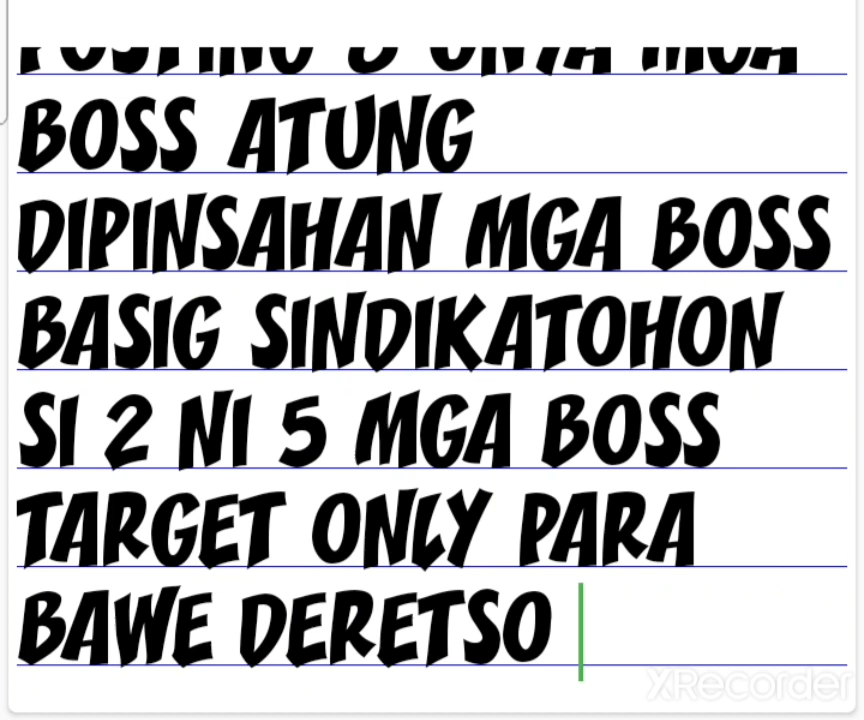 BOSS ATUNG
DIPINSAHAN MGA BOSS
BASIG SINDIKATOHON
SI 2 NI 5 MGA BOSS
TARGET ONLY PARA
BAWE DERETSO
XRecorder